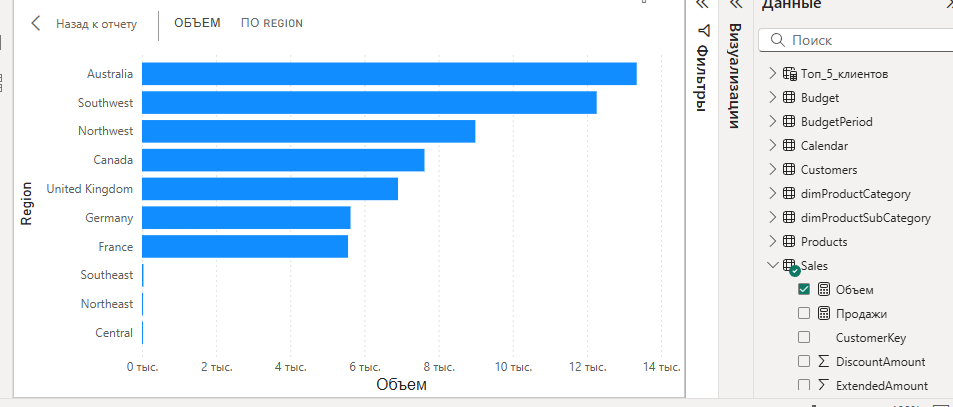 Назад к отчету
ОБЪЕМ
ПО REGION
Region
Australia
Southwest
Northwest
Canada
United Kingdom
Germany
France
Southeast
Northeast
Central
0 тыс. 2 тыс. 4 тыс. 6 тыс. 8 тыс. 10 тыс. 12 тыс. 14 тыс.
Объем
Фильтры
Визуализации
Данные
Поиск
Топ_5_клиентов
Budget
BudgetPeriod
Calendar
Customers
dimProductCategory
dimProductSubCategory
Products
Sales
Объем
Продажи
CustomerKey
DiscountAmount
ExtendedAmount